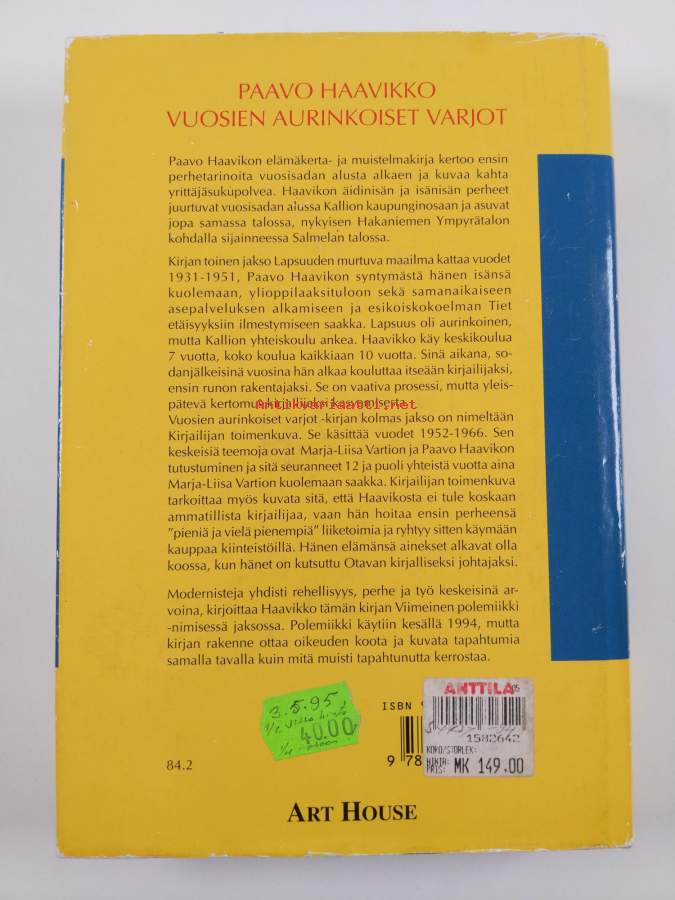 PAAVO HAAVIKKO
VUOSIEN AURINKOISET VARJOT
Paavo Haavikon elämäkerta- ja muistelmakirja kertoo ensin
perhetarinoita vuosisadan alusta alkaen ja kuvaa kahta
yrittäjäsukupolvea. Haavikon äidinisän ja isänisän perheet
juurtuvat vuosisadan alussa Kallion kaupunginosaan ja asuvat
jopa samassa talossa, nykyisen Hakaniemen Ympyrätalon
kohdalla sijainneessa Salmelan talossa.
Kirjan toinen jakso Lapsuuden murtuva maailma kattaa vuodet
1931-1951, Paavo Haavikon syntymästä hänen isänsä
kuolemaan, ylioppilaaksituloon sekä samanaikaiseen
asepalveluksen alkamiseen ja esikoiskokoelman Tiet
etäisyyksiin ilmestymiseen saakka. Lapsuus oli aurinkoinen,
mutta Kallion yhteiskoulu ankea. Haavikko käy keskikoulua
7 vuotta, koko koulua kaikkiaan 10 vuotta. Sinä aikana, so-
danjälkeisinä vuosina hän alkaa kouluttaa itseään kirjailijaksi,
ensin runon rakentajaksi. Se on vaativa prosessi, mutta yleis-
pätevä kertomus kirjailijaksi kasvamisesta.
Antikvariaatti.net
Vuosien aurinkoiset varjot -kirjan kolmas jakso on nimeltään
Kirjailijan toimenkuva. Se käsittää vuodet 1952-1966. Sen
keskeisiä teemoja ovat Marja-Liisa Vartion ja Paavo Haavikon
tutustuminen ja sitä seuranneet 12 ja puoli yhteistä vuotta aina
Marja-Liisa Vartion kuolemaan saakka. Kirjailijan toimenkuva
tarkoittaa myös kuvata sitä, että Haavikosta ei tule koskaan
ammatillista kirjailijaa, vaan hän hoitaa ensin perheensä
"pieniä ja vielä pienempiä" liiketoimia ja ryhtyy sitten käymään
kauppaa kiinteistöillä. Hänen elämänsä ainekset alkavat olla
koossa, kun hänet on kutsuttu Otavan kirjalliseksi johtajaksi.
Modernisteja yhdisti rehellisyys, perhe ja työ keskeisinä ar-
voina, kirjoittaa Haavikko tämän kirjan Viimeinen polemiikki
-nimisessä jaksossa. Polemiikki käytiin kesällä 1994, mutta
kirjan rakenne ottaa oikeuden koota ja kuvata tapahtumia
samalla tavalla kuin mitä muisti tapahtunutta kerrostaa.
3.5.95
40.00
ISBN 9
9 78
ANTTILA
1582642
KOKO/STORLEK:
HINTA:
PRIS: MK 149.00
84.2
ART HOUSE